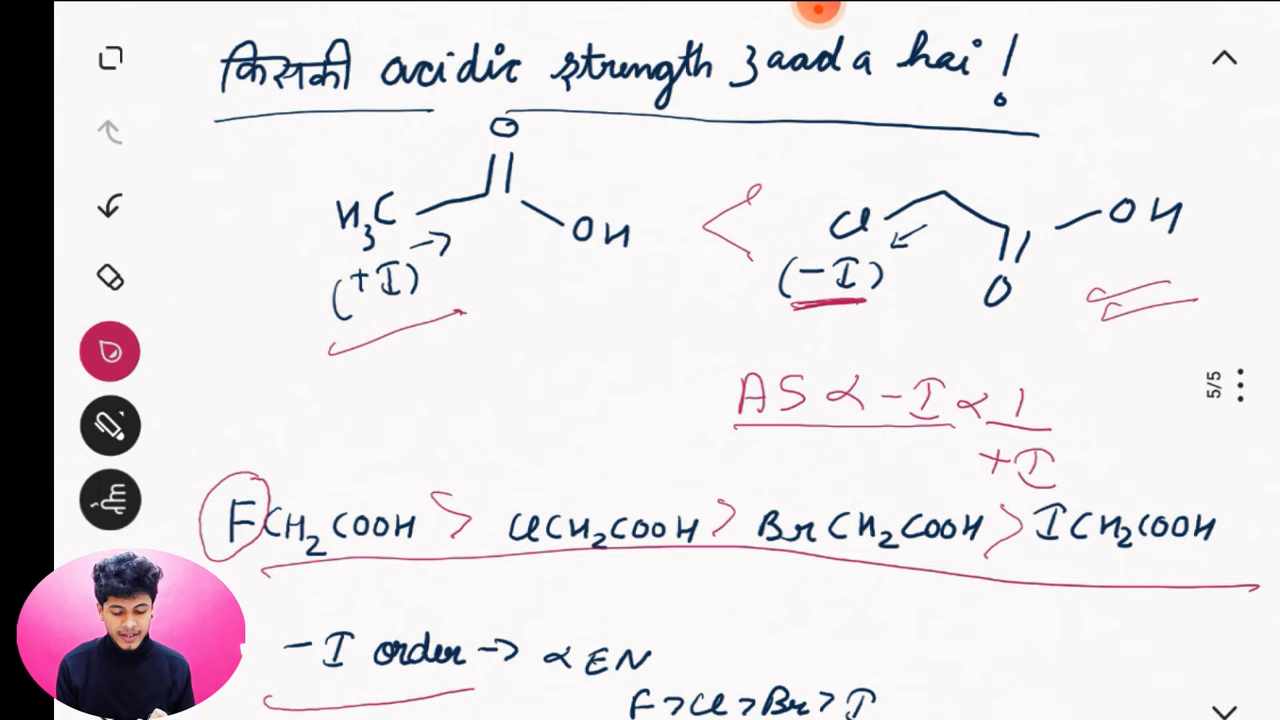 किसकी acidic strength zaada hai!
O
H₃C OH < Cl OH
(+I) (-I) O
AS ∝ -I ∝ 1
+I
5/5
FCH₂COOH > ClCH₂COOH > BrCH₂COOH > ICH₂COOH
-I order → ∝ EN
F > Cl > Br > I